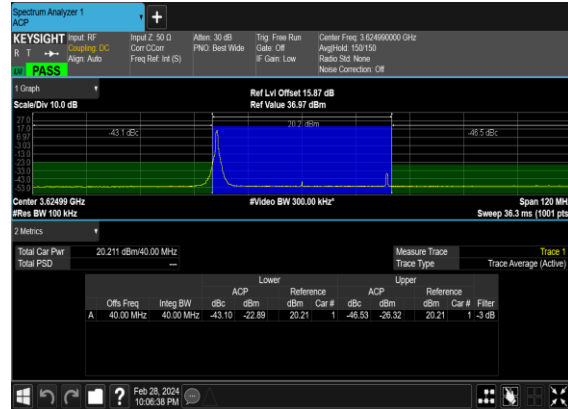 Spectrum Analyzer 1
ACP
KEYSIGHT Input: RF Input Z: 50 Ω Atten: 30 dB Trig: Free Run Center Freq: 3.624990000 GHz
R T Coupling: DC Corr CCorr PNO: Best Wide Gate: Off Avg|Hold: 150/150
Align: Auto Freq Ref: Int (S) IF Gain: Low Radio Std: None
PASS Noise Correction: Off
1 Graph Ref Lvl Offset 15.87 dB
Scale/Div 10.0 dB Ref Value 36.97 dBm
27.0
17.0 -43.1 dBc 20.2 dBm -46.5 dBc
6.97
-3.03
-13.0
-23.0
-33.0
-43.0
-53.0
Center 3.62499 GHz #Video BW 300.00 kHz* Span 120 MHz
#Res BW 100 kHz Sweep 36.3 ms (1001 pts
2 Metrics
Total Car Pwr 20.211 dBm/40.00 MHz Measure Trace Trace 1
Total PSD --- Trace Type Trace Average (Active)
Lower Upper
ACP Reference ACP Reference
Offs Freq Integ BW dBc dBm dBm Car # dBc dBm dBm Car # Filter
A 40.00 MHz 40.00 MHz -43.10 -22.89 20.21 1 -46.53 -26.32 20.21 1 -3 dB
? Feb 28, 2024
10:06:38 PM